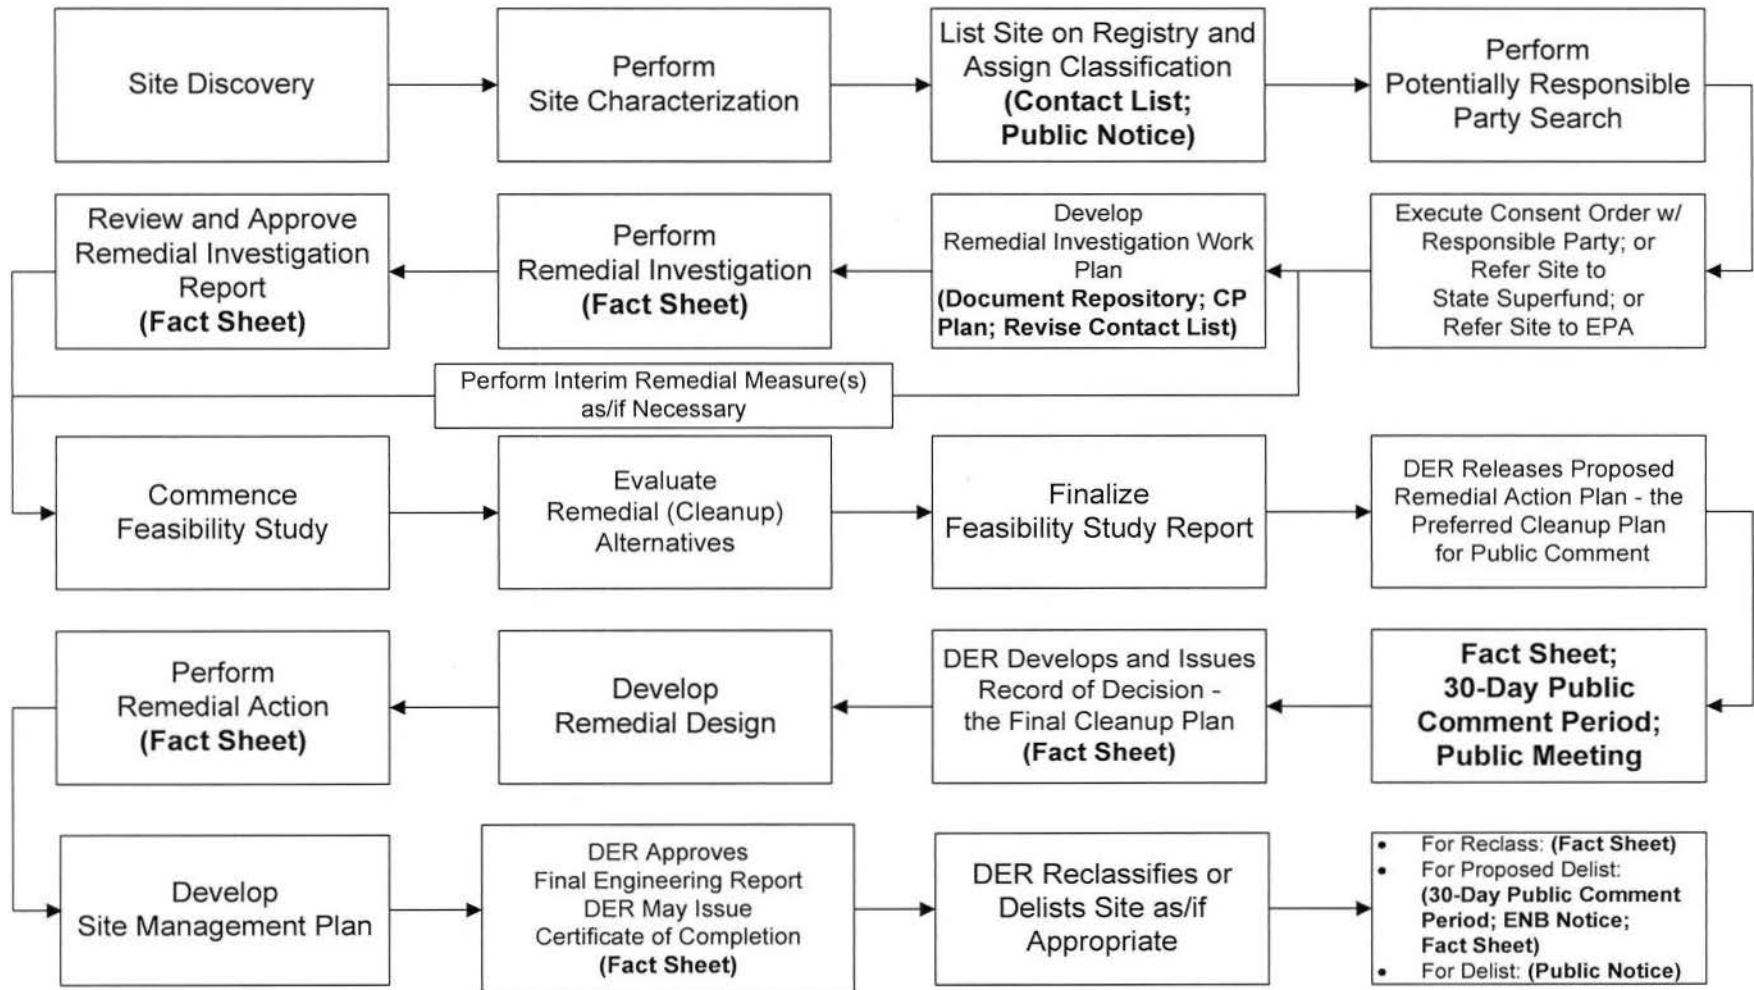 Site Discovery
Perform
Site Characterization
List Site on Registry and
Assign Classification
(Contact List;
Public Notice)
Perform
Potentially Responsible
Party Search
Execute Consent Order w/
Responsible Party; or
Refer Site to
State Superfund; or
Refer Site to EPA
Develop
Remedial Investigation Work
Plan
(Document Repository; CP
Plan; Revise Contact List)
Perform
Remedial Investigation
(Fact Sheet)
Review and Approve
Remedial Investigation
Report
(Fact Sheet)
Perform Interim Remedial Measure(s)
as/if Necessary
Commence
Feasibility Study
Evaluate
Remedial (Cleanup)
Alternatives
Finalize
Feasibility Study Report
DER Releases Proposed
Remedial Action Plan - the
Preferred Cleanup Plan
for Public Comment
Fact Sheet;
30-Day Public
Comment Period;
Public Meeting
DER Develops and Issues
Record of Decision -
the Final Cleanup Plan
(Fact Sheet)
Develop
Remedial Design
Perform
Remedial Action
(Fact Sheet)
Develop
Site Management Plan
DER Approves
Final Engineering Report
DER May Issue
Certificate of Completion
(Fact Sheet)
DER Reclassifies or
Delists Site as/if
Appropriate
• For Reclass: (Fact Sheet)
• For Proposed Delist:
(30-Day Public Comment
Period; ENB Notice;
Fact Sheet)
• For Delist: (Public Notice)